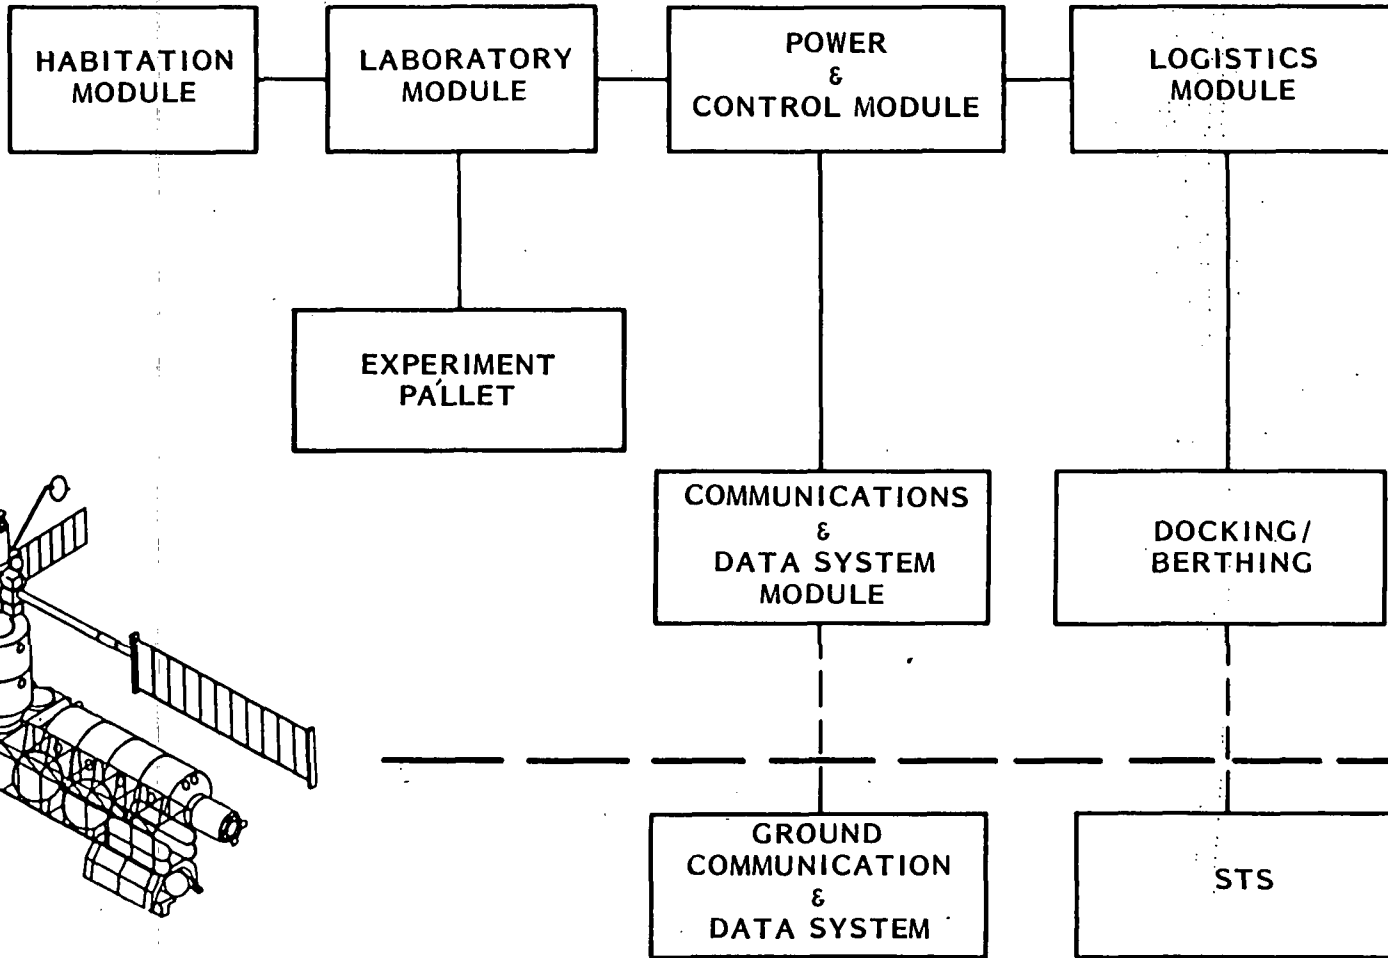 HABITATION
MODULE
LABORATORY
MODULE
POWER
&
CONTROL MODULE
LOGISTICS
MODULE
EXPERIMENT
PALLET
COMMUNICATIONS
&
DATA SYSTEM
MODULE
DOCKING/
BERTHING
GROUND
COMMUNICATION
&
DATA SYSTEM
STS